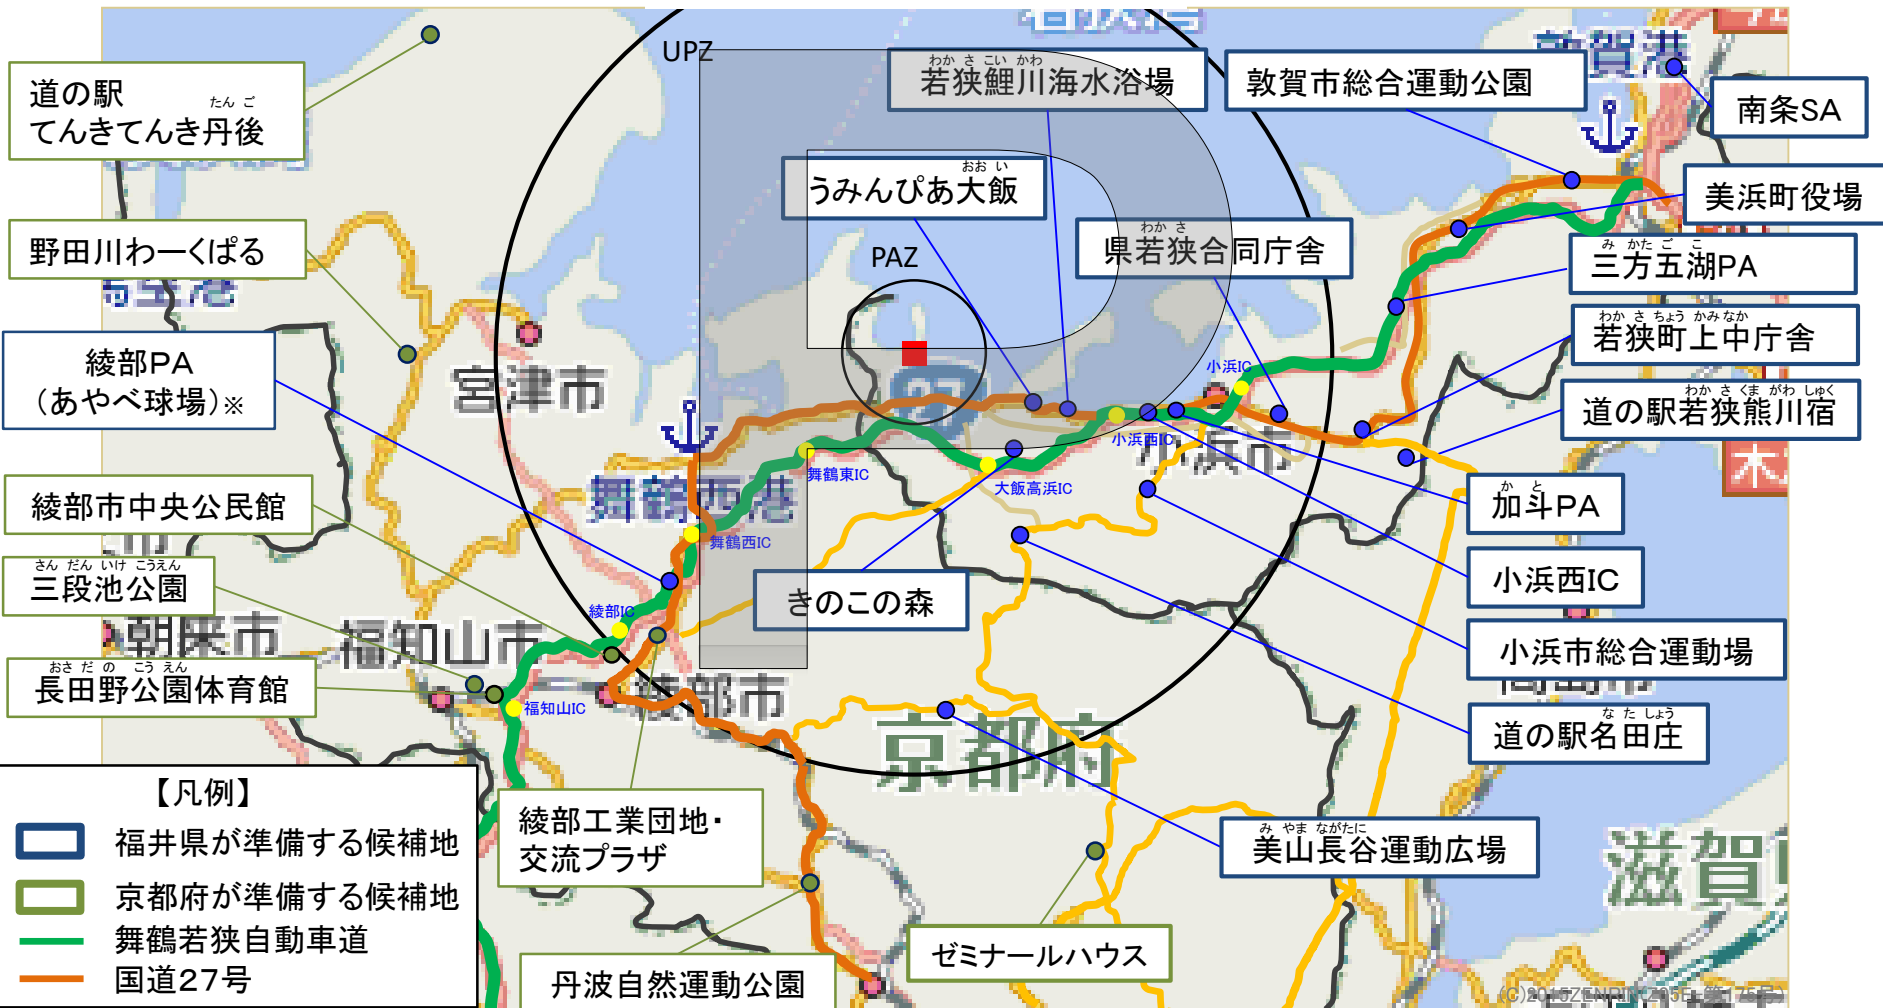 UPZ
若狭湾
わか さ こい かわ
若狭鯉川海水浴場
敦賀市総合運動公園
敦賀港
南条SA
道の駅
たん ご
てんきてんき丹後
おお い
うみんぴあ大飯
美浜町役場
野田川わーくぱる
わか さ
県若狭合同庁舎
PAZ
み かた ご こ
三方五湖PA
わか さ ちょう かみ なか
若狭町上中庁舎
綾部PA
(あやべ球場)※
宮津市
27
小浜IC
わか さ くま がわ しゅく
道の駅若狭熊川宿
小浜西IC
小浜市
舞鶴東IC
大飯高浜IC
舞鶴西港
綾部市中央公民館
か と
加斗PA
舞鶴西IC
さん だん いけ こうえん
三段池公園
きのこの森
小浜西IC
綾部IC
朝来市
福知山市
小浜市総合運動場
おさ だ の こう えん
長田野公園体育館
綾部市
高島市
福知山IC
な た しょう
道の駅名田庄
京都府
【凡例】
福井県が準備する候補地
京都府が準備する候補地
舞鶴若狭自動車道
国道27号
綾部工業団地・
交流プラザ
み やま ながたに
美山長谷運動広場
滋賀
ゼミナールハウス
丹波自然運動公園